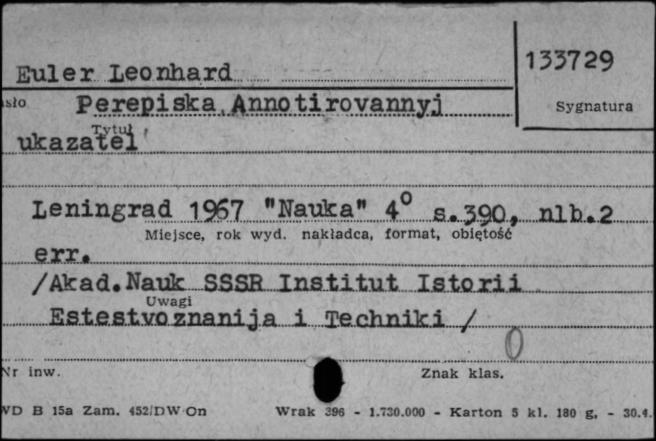 Euler Leonhard
133729
Sygnatura
Perepiska Annotirovannyj
Tytuł
ukazatel'
Leningrad 1967 "Nauka" 4° s.390, nlb.2
Miejsce, rok wyd. nakładca, format, obiętość
err.
/Akad.Nauk SSSR Institut Istorii
Uwagi
Estestvoznanija i Techniki /
0
Nr inw.
Znak klas.
WD B 15a Zam. 452/DW On Wrak 396 - 1.730.000 - Karton 5 kl. 180 g. - 30.4.